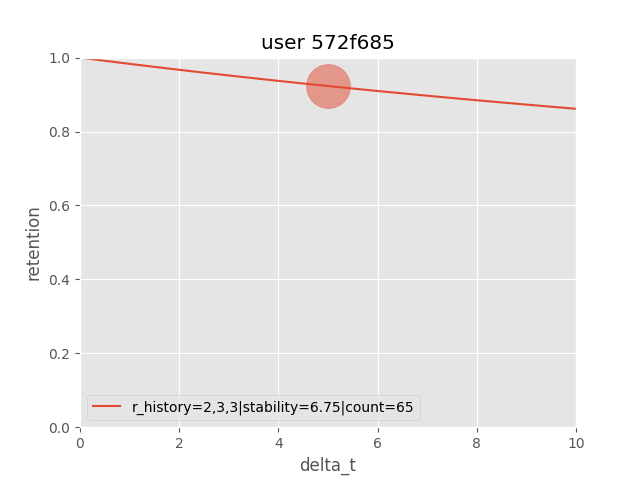 user 572f685
1.0
0.8
0.6
0.4
0.2
0.0
retention
r_history=2,3,3|stability=6.75|count=65
0 2 4 6 8 10
delta_t